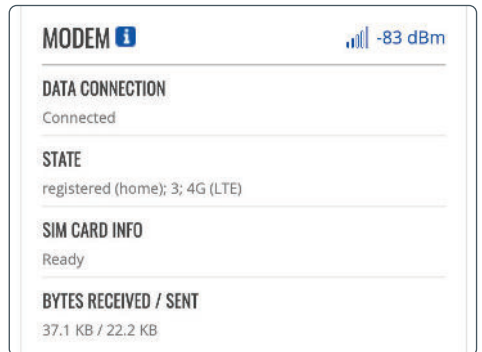 MODEM i -83 dBm
DATA CONNECTION
Connected
STATE
registered (home); 3; 4G (LTE)
SIM CARD INFO
Ready
BYTES RECEIVED / SENT
37.1 KB / 22.2 KB